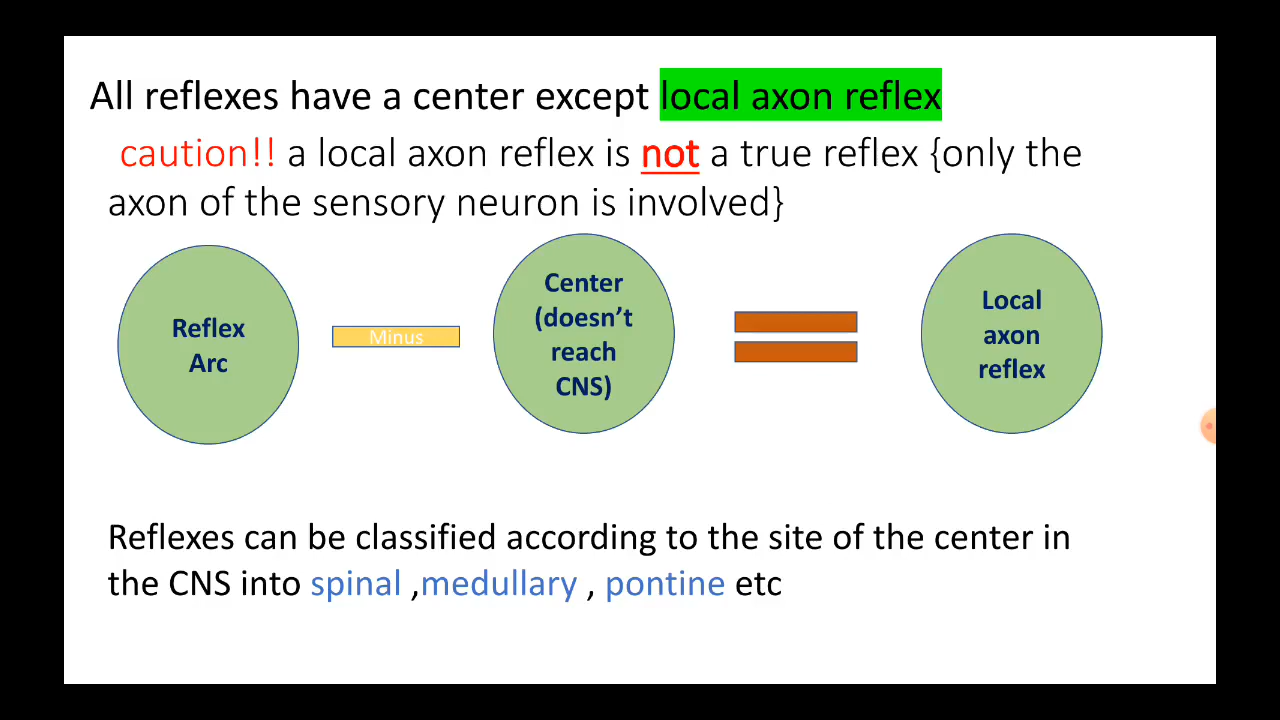 All reflexes have a center except local axon reflex
caution!! a local axon reflex is not a true reflex {only the
axon of the sensory neuron is involved}
Reflex
Arc
Minus
Center
(doesn’t
reach
CNS)
Local
axon
reflex
Reflexes can be classified according to the site of the center in
the CNS into spinal ,medullary , pontine etc